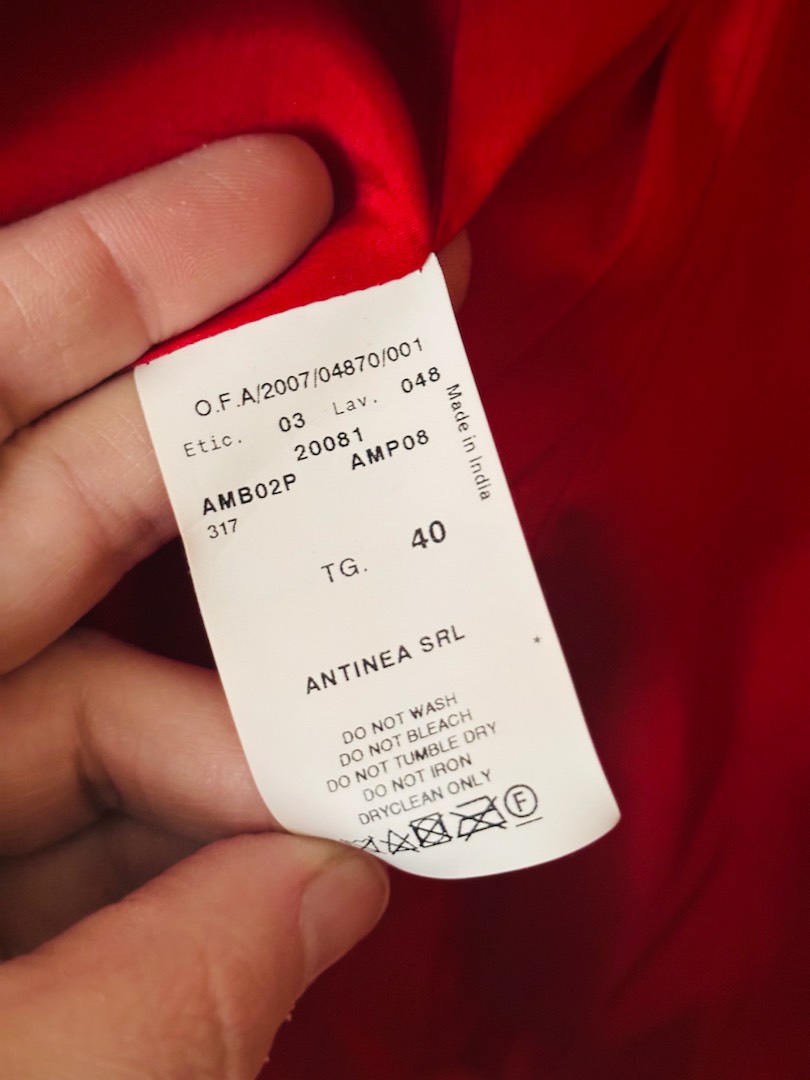 O.F.A/2007/04870/001
Etic. 03 Lav. 048
20081
AMB02P AMP08
317
Made in India
TG. 40
ANTINEA SRL
*
DO NOT WASH
DO NOT BLEACH
DO NOT TUMBLE DRY
DO NOT IRON
DRYCLEAN ONLY
F